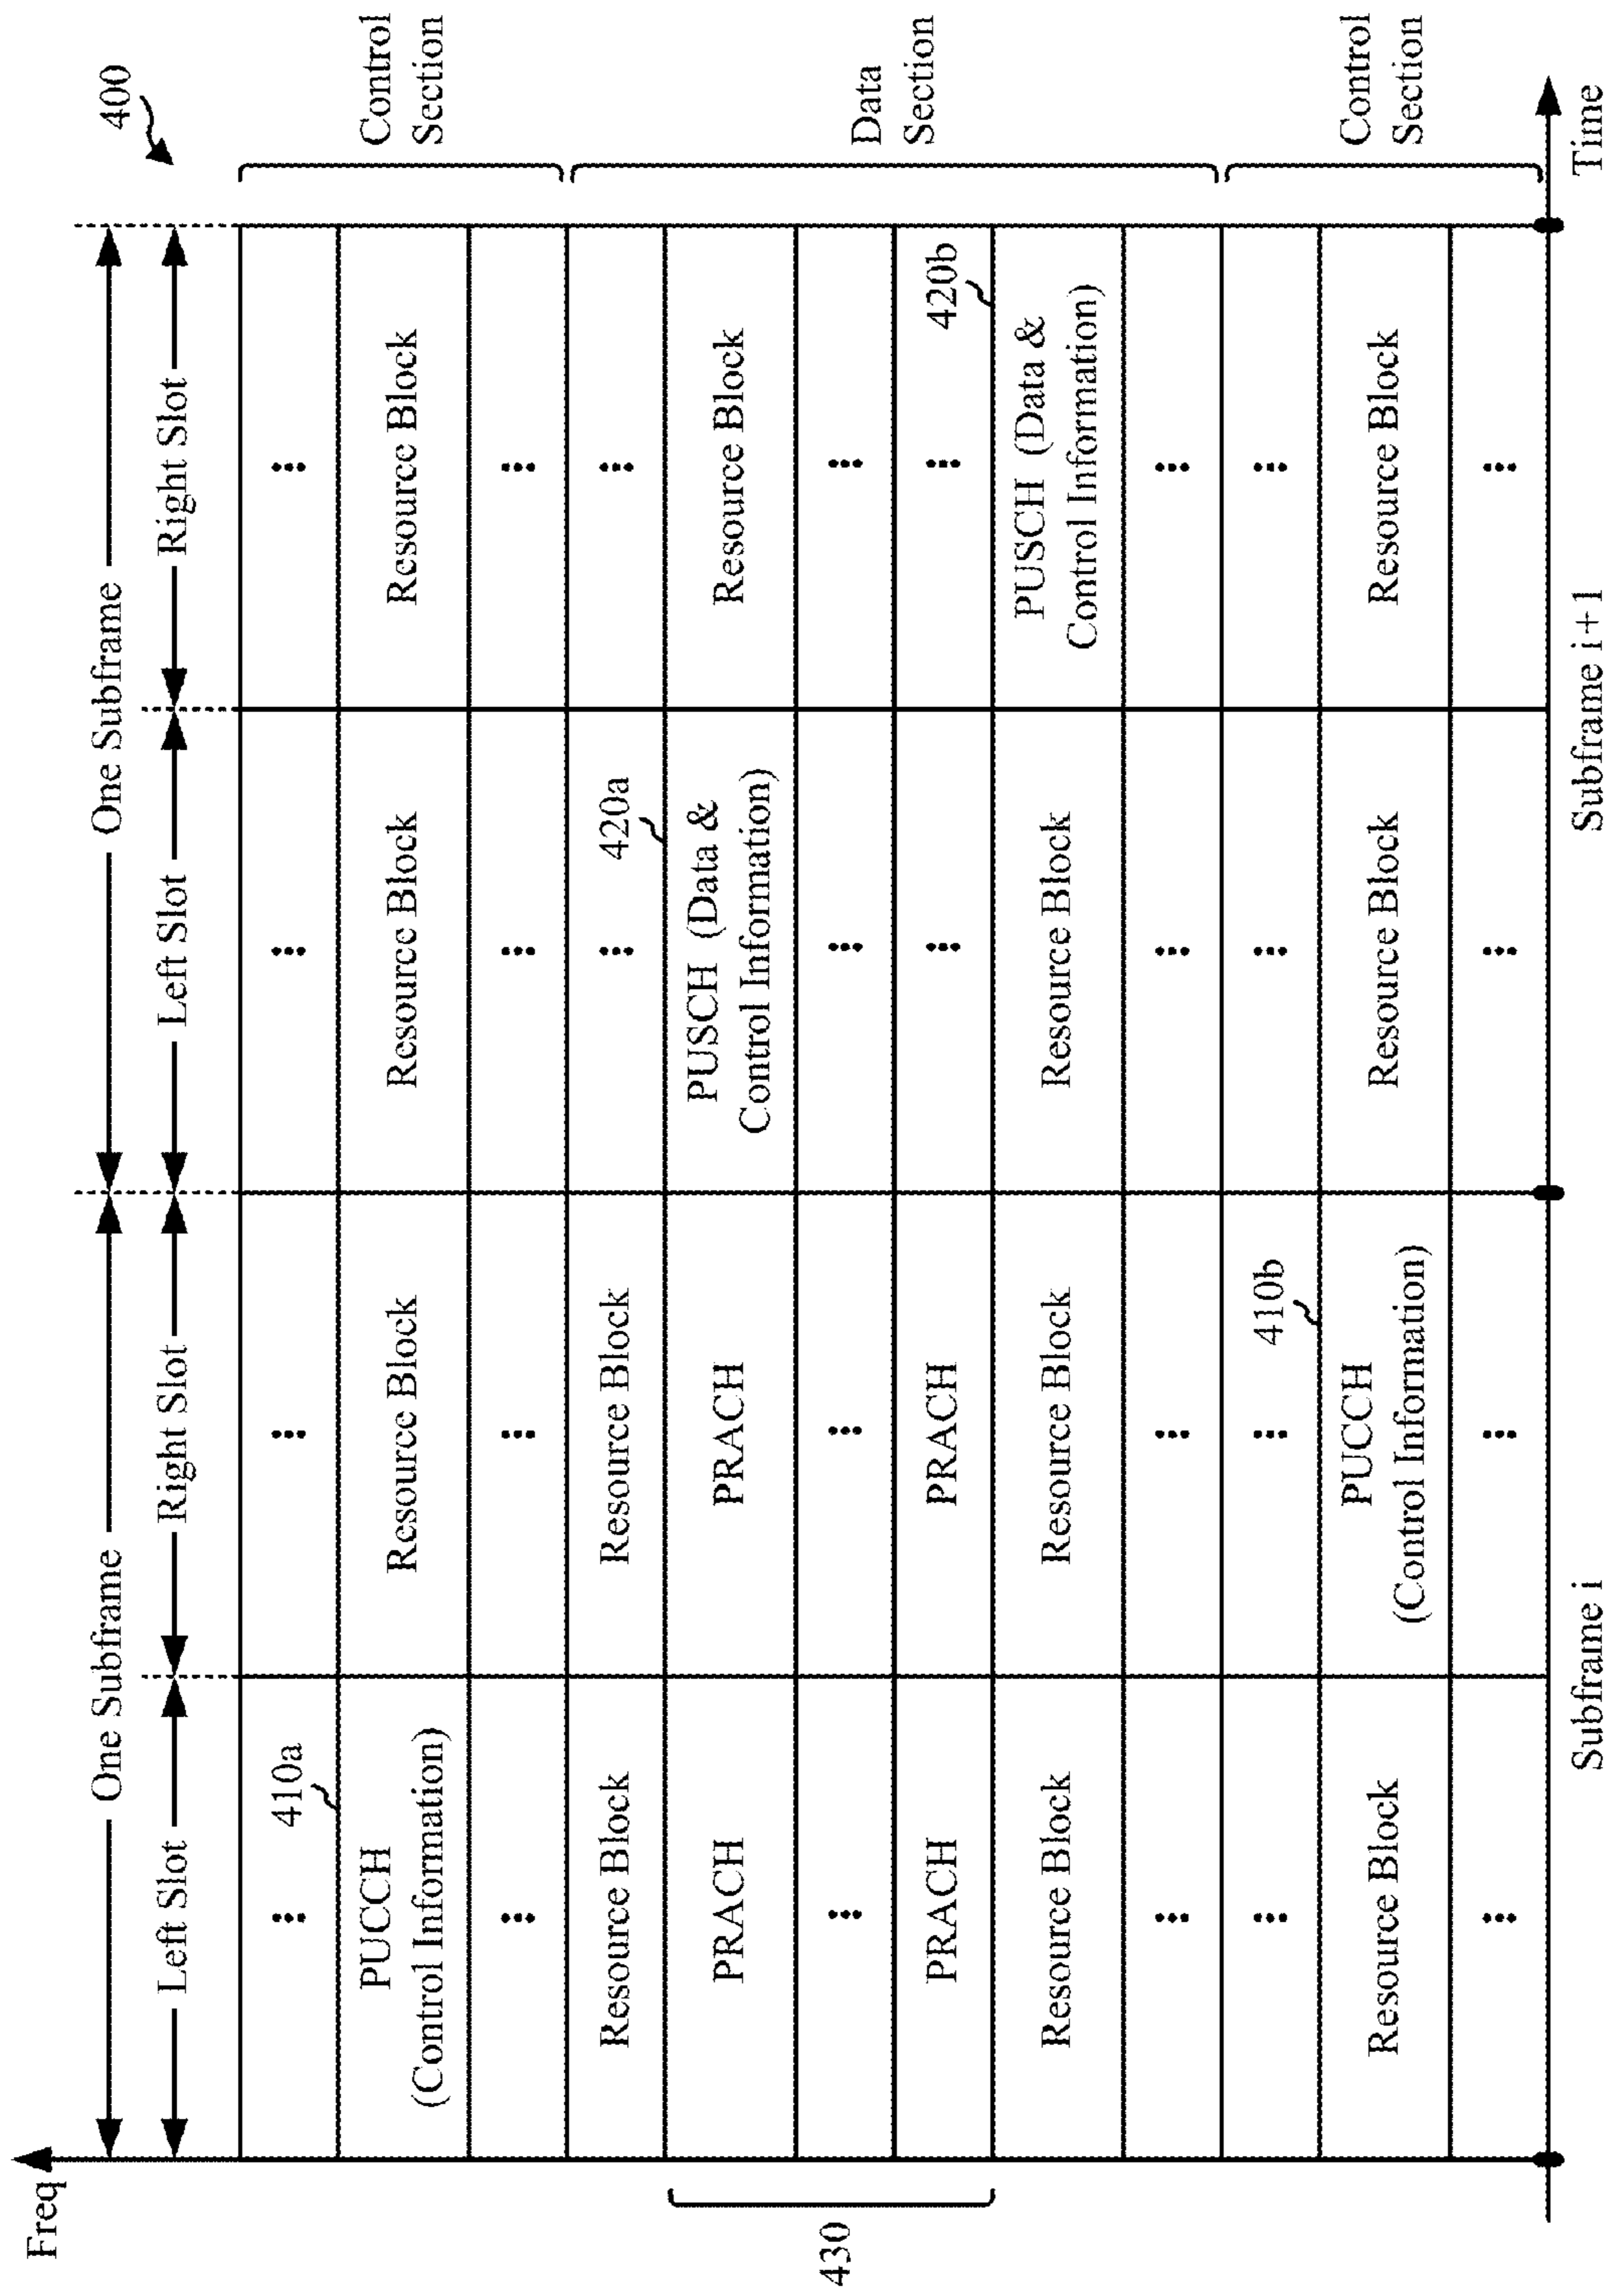 400
Freq
One Subframe
One Subframe
Left Slot
Right Slot
Left Slot
Right Slot
⋮
⋮
⋮
⋮
410a
PUCCH
(Control Information)
Resource Block
Resource Block
Resource Block
Control
Section
⋮
⋮
⋮
⋮
Resource Block
Resource Block
⋮
⋮
420a
PRACH
PRACH
PUSCH (Data &
Control Information)
Resource Block
430
⋮
⋮
⋮
⋮
Data
Section
PRACH
PRACH
⋮
⋮
420b
Resource Block
Resource Block
Resource Block
PUSCH (Data &
Control Information)
⋮
⋮
⋮
⋮
⋮
⋮
410b
⋮
⋮
Resource Block
PUCCH
(Control Information)
Resource Block
Resource Block
Control
Section
⋮
⋮
⋮
⋮
Subframe i
Subframe i+1
Time